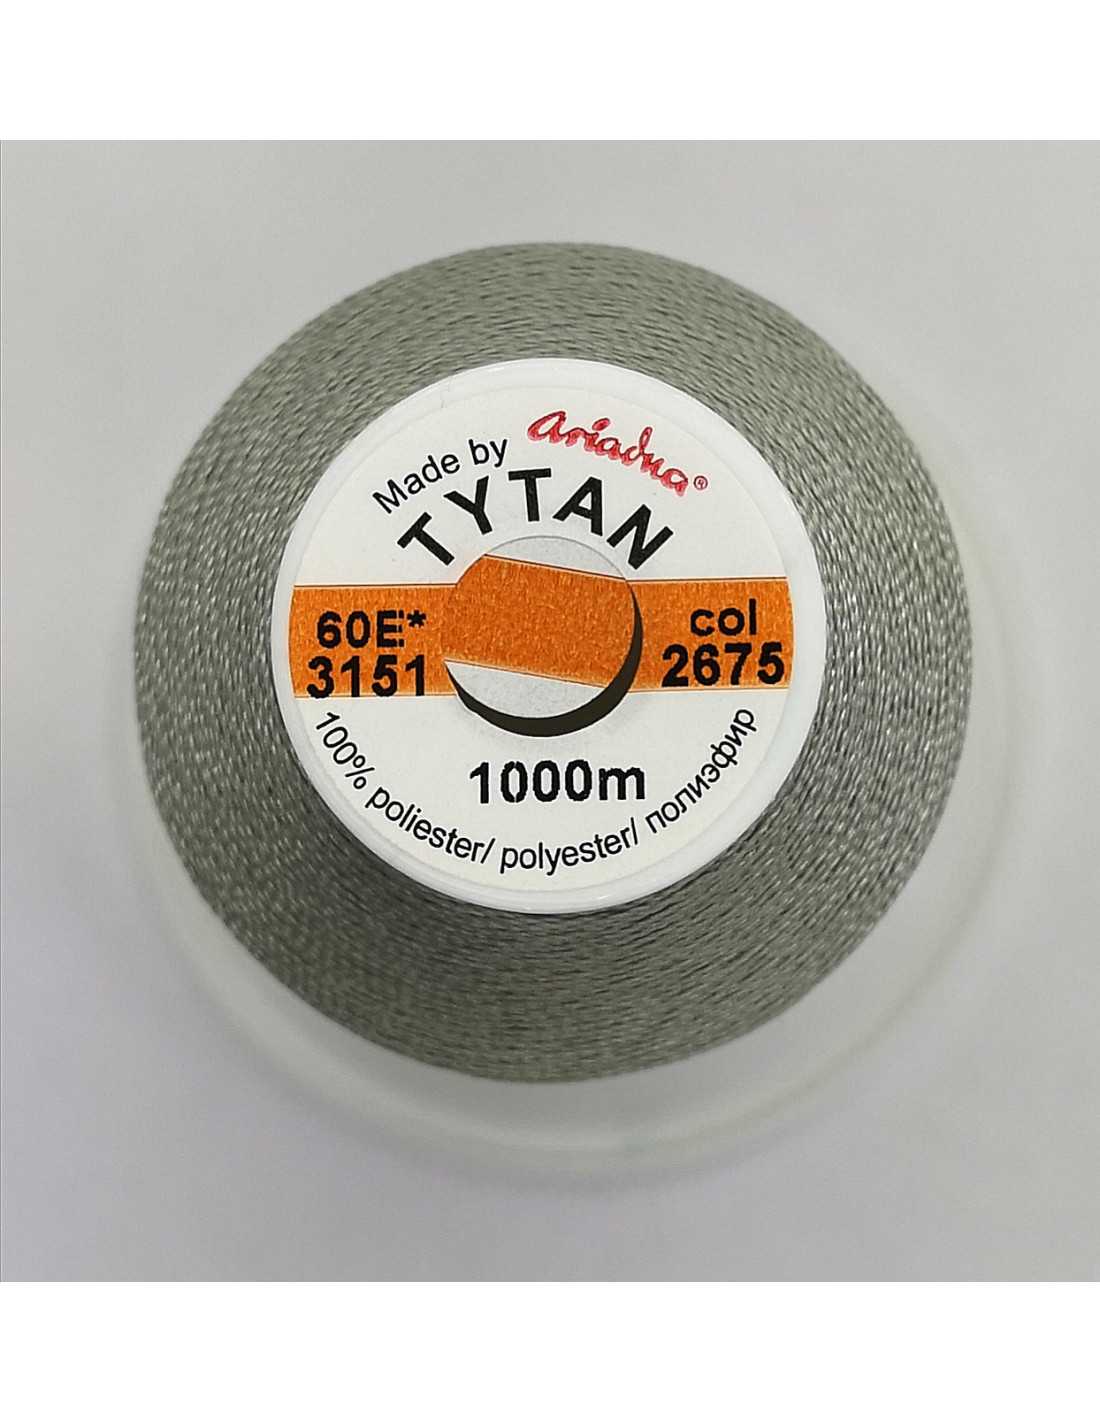 Made by Ariadna®
TYTAN
60E*
3151
col
2675
1000m
100% poliester/ polyester/ полиэфир